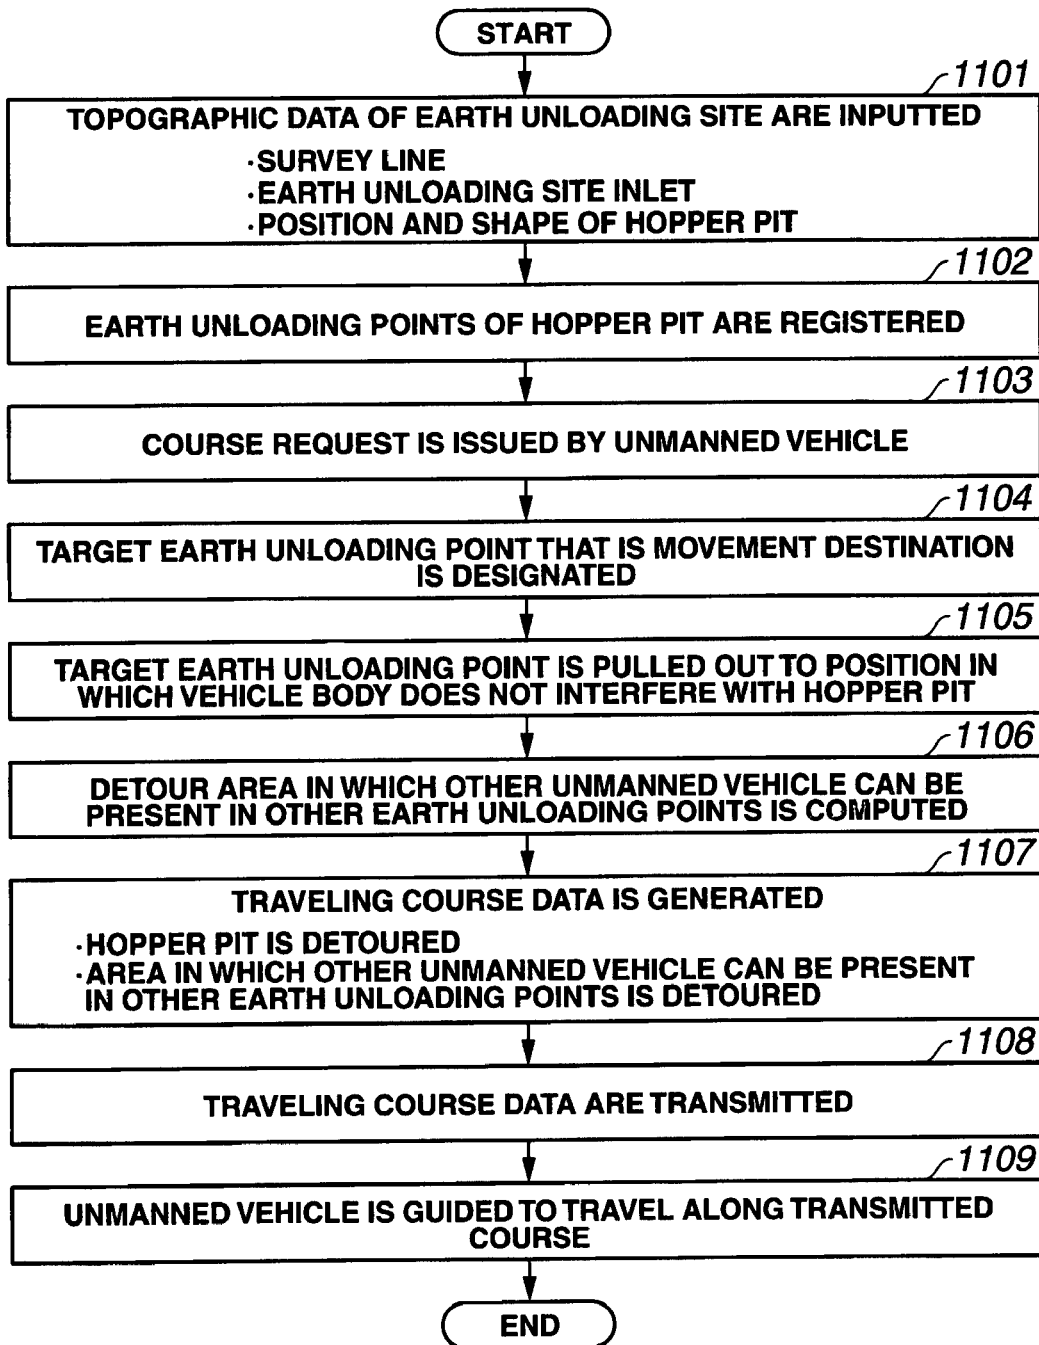 START
1101
TOPOGRAPHIC DATA OF EARTH UNLOADING SITE ARE INPUTTED
·SURVEY LINE
·EARTH UNLOADING SITE INLET
·POSITION AND SHAPE OF HOPPER PIT
1102
EARTH UNLOADING POINTS OF HOPPER PIT ARE REGISTERED
1103
COURSE REQUEST IS ISSUED BY UNMANNED VEHICLE
1104
TARGET EARTH UNLOADING POINT THAT IS MOVEMENT DESTINATION
IS DESIGNATED
1105
TARGET EARTH UNLOADING POINT IS PULLED OUT TO POSITION IN
WHICH VEHICLE BODY DOES NOT INTERFERE WITH HOPPER PIT
1106
DETOUR AREA IN WHICH OTHER UNMANNED VEHICLE CAN BE
PRESENT IN OTHER EARTH UNLOADING POINTS IS COMPUTED
1107
TRAVELING COURSE DATA IS GENERATED
·HOPPER PIT IS DETOURED
·AREA IN WHICH OTHER UNMANNED VEHICLE CAN BE PRESENT
IN OTHER EARTH UNLOADING POINTS IS DETOURED
1108
TRAVELING COURSE DATA ARE TRANSMITTED
1109
UNMANNED VEHICLE IS GUIDED TO TRAVEL ALONG TRANSMITTED
COURSE
END